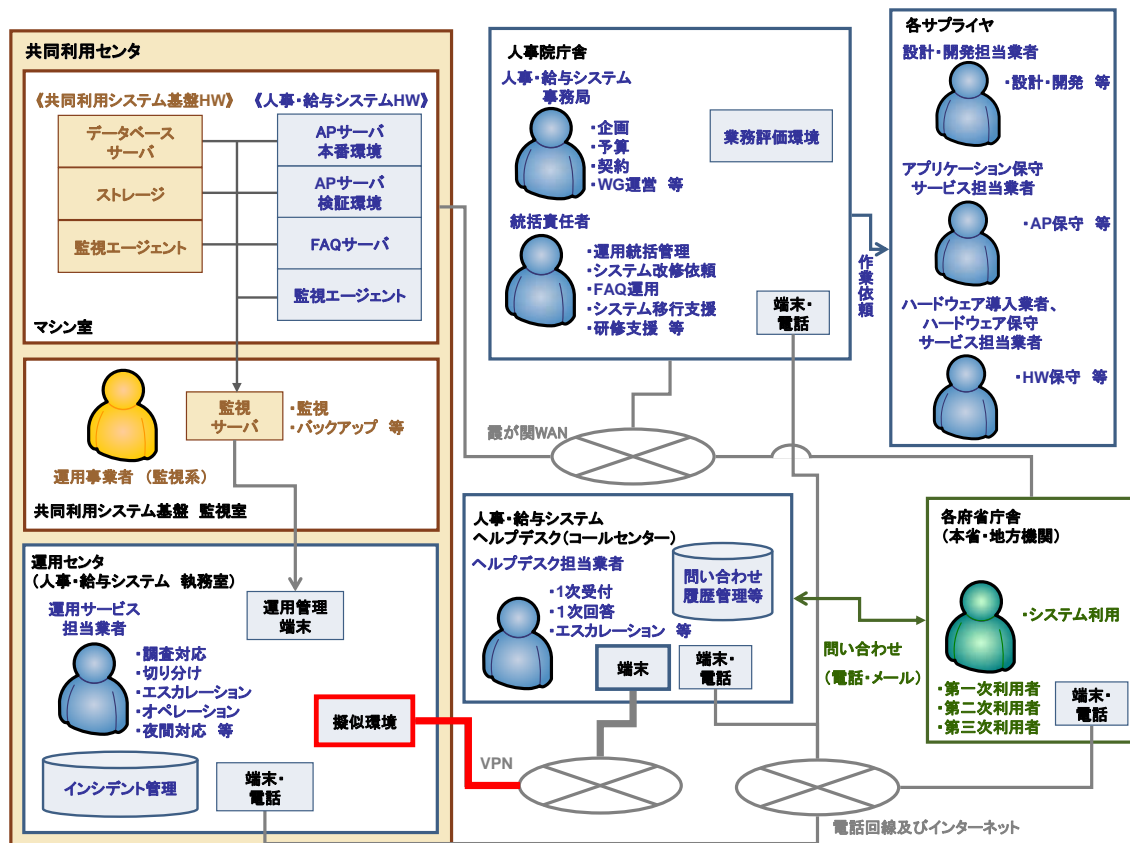 共同利用センタ
《共同利用システム基盤HW》
《人事・給与システムHW》
データベース
サーバ
ストレージ
監視エージェント
APサーバ
本番環境
APサーバ
検証環境
FAQサーバ
監視エージェント
マシン室
監視
サーバ
・監視
・バックアップ 等
運用事業者 (監視系)
共同利用システム基盤 監視室
運用センタ
(人事・給与システム 執務室)
運用サービス
担当業者
・調査対応
・切り分け
・エスカレーション
・オペレーション
・夜間対応 等
運用管理
端末
擬似環境
インシデント管理
端末・
電話
人事院庁舎
人事・給与システム
事務局
・企画
・予算
・契約
・WG運営 等
業務評価環境
統括責任者
・運用統括管理
・システム改修依頼
・FAQ運用
・システム移行支援
・研修支援 等
端末・
電話
作業依頼
各サプライヤ
設計・開発担当業者
・設計・開発 等
アプリケーション保守
サービス担当業者
・AP保守 等
ハードウェア導入業者、
ハードウェア保守
サービス担当業者
・HW保守 等
霞が関WAN
人事・給与システム
ヘルプデスク(コールセンター)
ヘルプデスク担当業者
・1次受付
・1次回答
・エスカレーション 等
問い合わせ
履歴管理等
端末
端末・
電話
問い合わせ
(電話・メール)
各府省庁舎
(本省・地方機関)
・システム利用
・第一次利用者
・第二次利用者
・第三次利用者
端末・
電話
VPN
電話回線及びインターネット